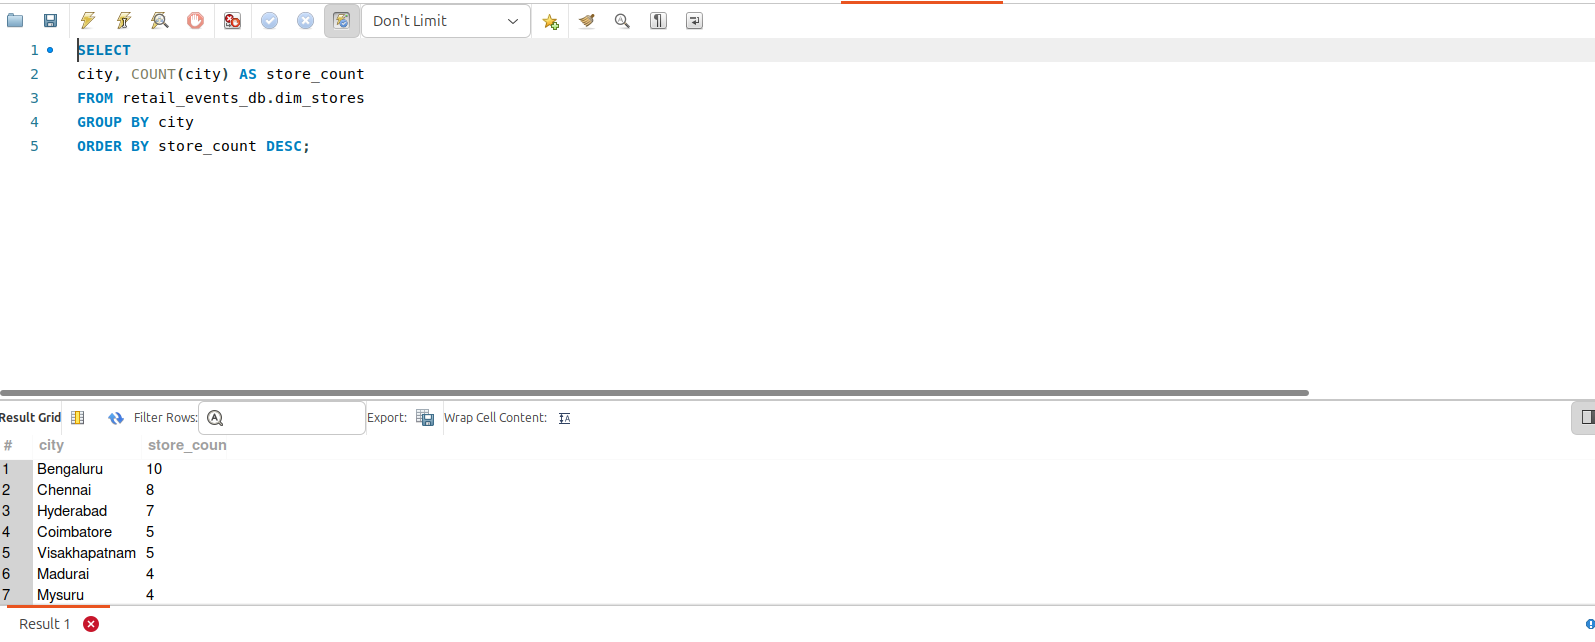 Don't Limit
1 SELECT
2 city, COUNT(city) AS store_count
3 FROM retail_events_db.dim_stores
4 GROUP BY city
5 ORDER BY store_count DESC;
Result Grid Filter Rows: Export: Wrap Cell Content:
# city store_coun
1 Bengaluru 10
2 Chennai 8
3 Hyderabad 7
4 Coimbatore 5
5 Visakhapatnam 5
6 Madurai 4
7 Mysuru 4
Result 1